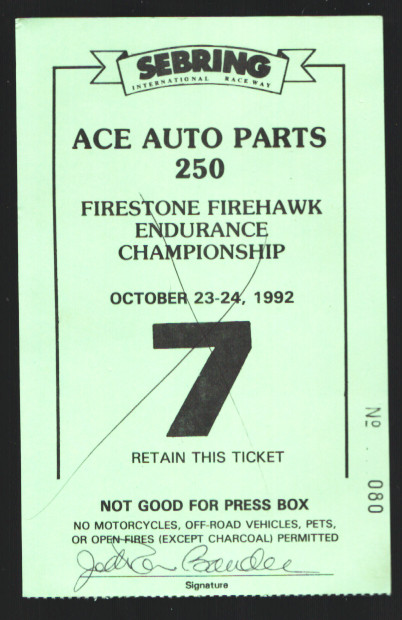 SEBRING
INTERNATIONAL RACEWAY
ACE AUTO PARTS
250
FIRESTONE FIREHAWK
ENDURANCE
CHAMPIONSHIP
OCTOBER 23-24, 1992
7
RETAIN THIS TICKET
No. 080
NOT GOOD FOR PRESS BOX
NO MOTORCYCLES, OFF-ROAD VEHICLES, PETS,
OR OPEN FIRES (EXCEPT CHARCOAL) PERMITTED
Signature